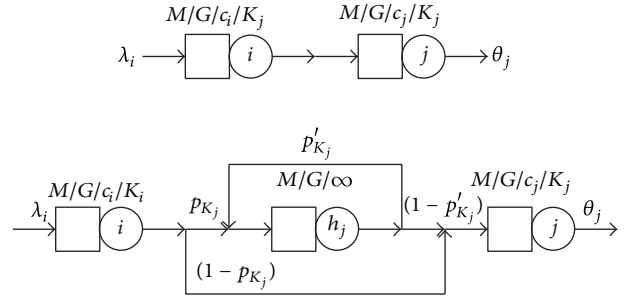 M/G/c_i/K_j M/G/c_j/K_j
λ_i i j θ_j
p'_{K_j}
M/G/c_i/K_i M/G/∞ M/G/c_j/K_j
λ_i p_{K_j} (1 − p'_{K_j}) θ_j
i h_j j
(1 − p_{K_j})